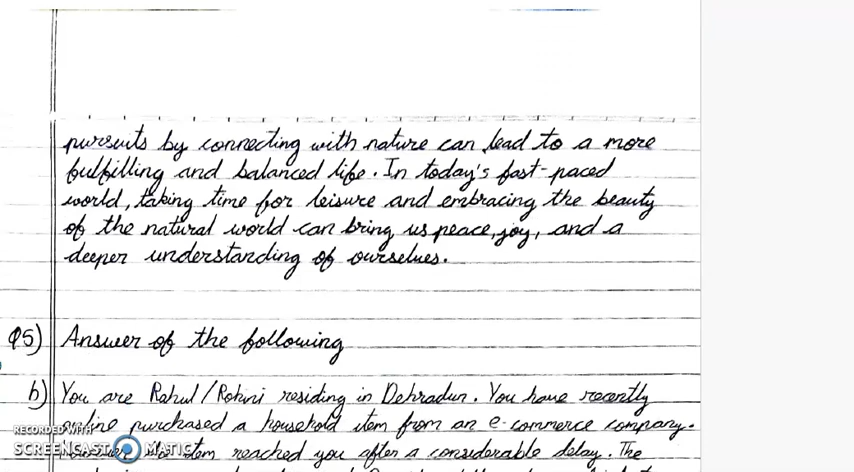 pursuits by connecting with nature can lead to a more
fulfilling and balanced life. In today's fast-paced
world, taking time for leisure and embracing the beauty
of the natural world can bring us peace, joy, and a
deeper understanding of ourselves.
Q5) Answer of the following
b) You are Rahul/Rohini residing in Dehradun. You have recently
online purchased a household item from an e-commerce company.
item reached you after a considerable delay. The
RECORDED WITH
SCREENCAST MATIC